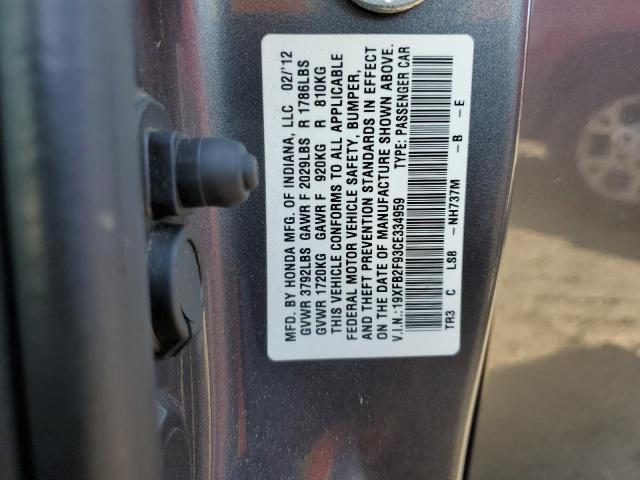 MFD. BY HONDA MFG. OF INDIANA, LLC 02/'12
GVWR 3792LBS GAWR F 2029LBS R 1786LBS
GVWR 1720KG GAWR F 920KG R 810KG
THIS VEHICLE CONFORMS TO ALL APPLICABLE
FEDERAL MOTOR VEHICLE SAFETY, BUMPER,
AND THEFT PREVENTION STANDARDS IN EFFECT
ON THE DATE OF MANUFACTURE SHOWN ABOVE.
V.I.N.: 19XFB2F93CE334959 TYPE: PASSENGER CAR
TR3 C LS8 -NH737M -B -E